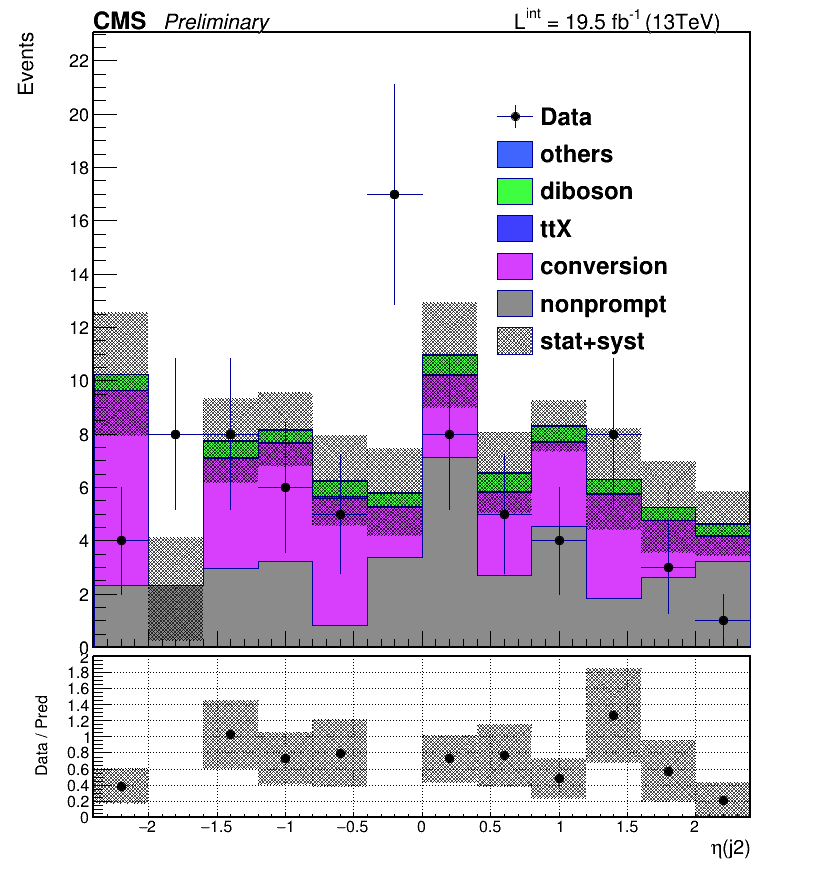 CMS Preliminary L^int = 19.5 fb^-1 (13TeV)
Events
22
20
18
16
14
12
10
8
6
4
2
0
Data
others
diboson
ttX
conversion
nonprompt
stat+syst
Data / Pred
2
1.8
1.6
1.4
1.2
1
0.8
0.6
0.4
0.2
0
−2 −1.5 −1 −0.5 0 0.5 1 1.5 2
η(j2)